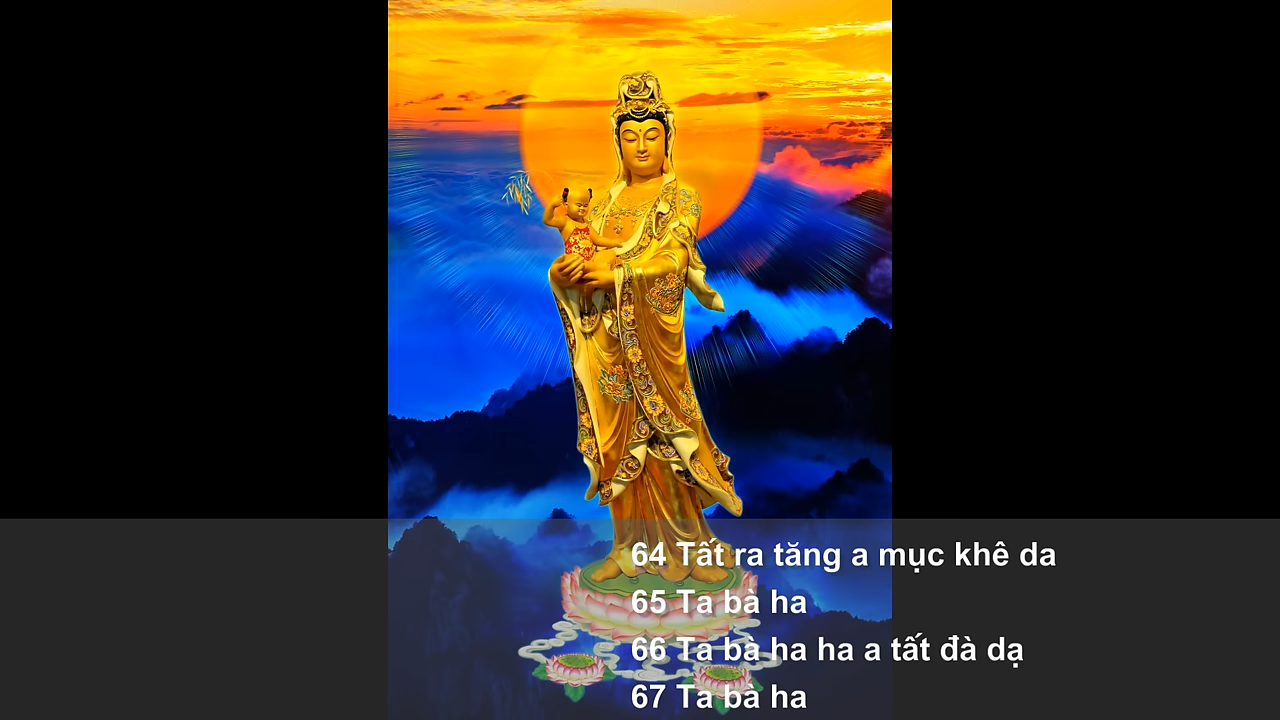 64 Tất ra tăng a mục khê da
65 Ta bà ha
66 Ta bà ha ha a tất đà dạ
67 Ta bà ha